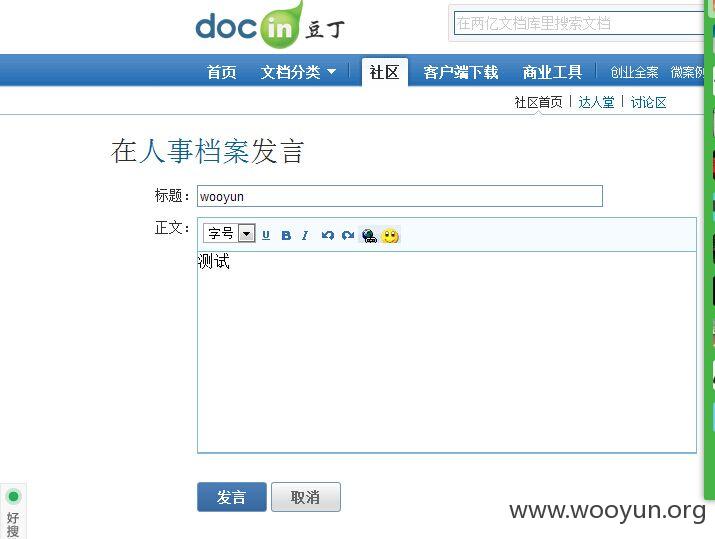 docin 豆丁
在两亿文档库里搜索文档
首页 文档分类 社区 客户端下载 商业工具 创业全案 微案例
社区首页 | 达人堂 | 讨论区
在人事档案发言
标题： wooyun
正文： 字号 U B I
测试
发言 取消
www.wooyun.org
好搜